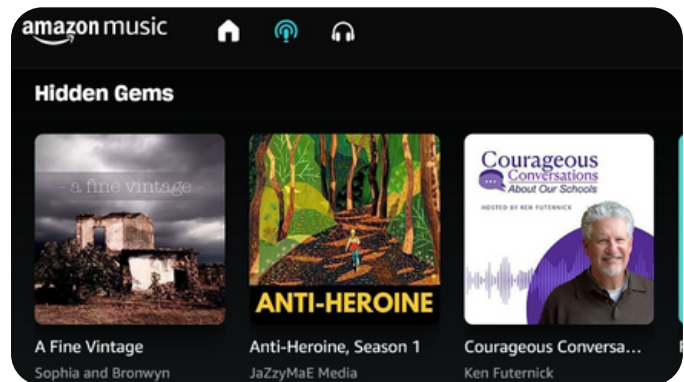 amazon music
Hidden Gems
- a fine vintage -
ANTI-HEROINE
Courageous
Conversations
About Our Schools
HOSTED BY KEN FUTERNICK
A Fine Vintage
Anti-Heroine, Season 1
Courageous Conversa...
Sophia and Bronwyn
JaZzyMaE Media
Ken Futernick